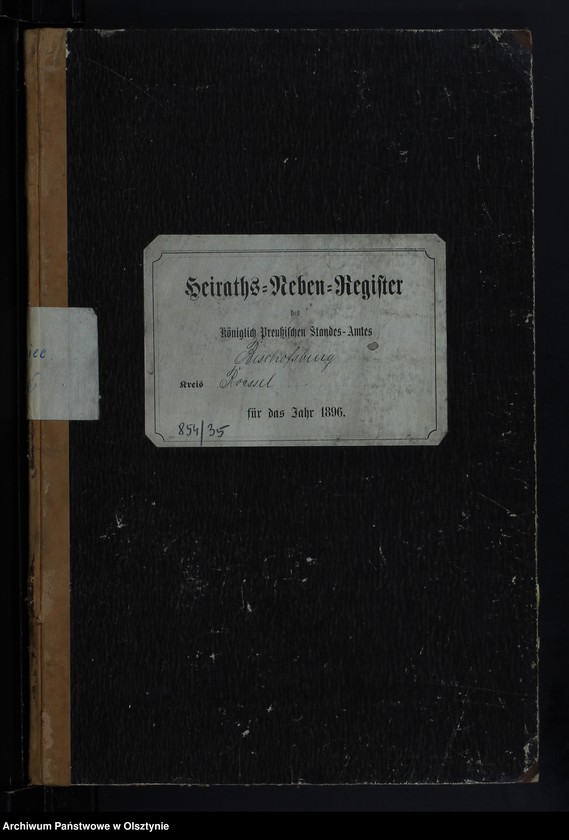 Heiraths-Neben-Register
des
Königlich Preußischen Standes-Amtes
Bischofsburg
Kreis Roessel
für das Jahr 1896.
854/35
Archiwum Państwowe w Olsztynie